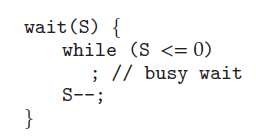 wait(S) {
    while (S <= 0)
        ; // busy wait
    S--;
}